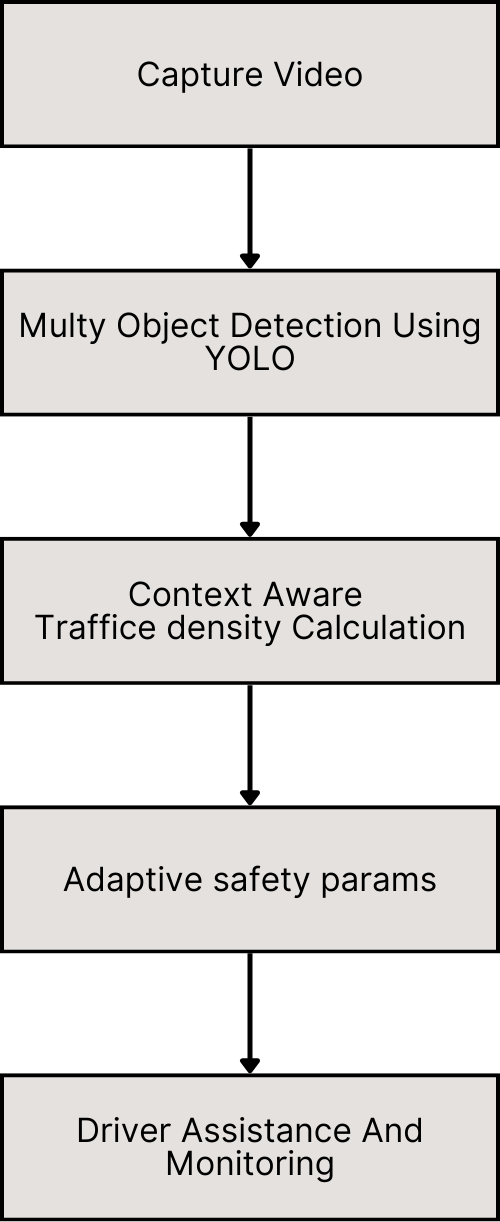 Capture Video
Multy Object Detection Using
YOLO
Context Aware
Traffice density Calculation
Adaptive safety params
Driver Assistance And
Monitoring